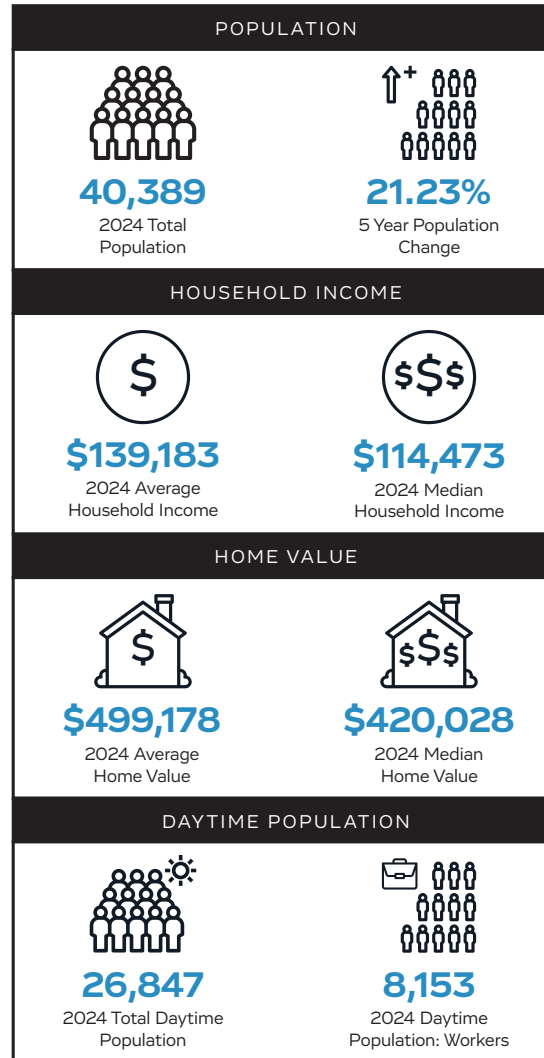 POPULATION
40,389
2024 Total
Population
+
21.23%
5 Year Population
Change
HOUSEHOLD INCOME
$
$139,183
2024 Average
Household Income
$$$
$114,473
2024 Median
Household Income
HOME VALUE
$
$499,178
2024 Average
Home Value
$$$
$420,028
2024 Median
Home Value
DAYTIME POPULATION
26,847
2024 Total Daytime
Population
8,153
2024 Daytime
Population: Workers